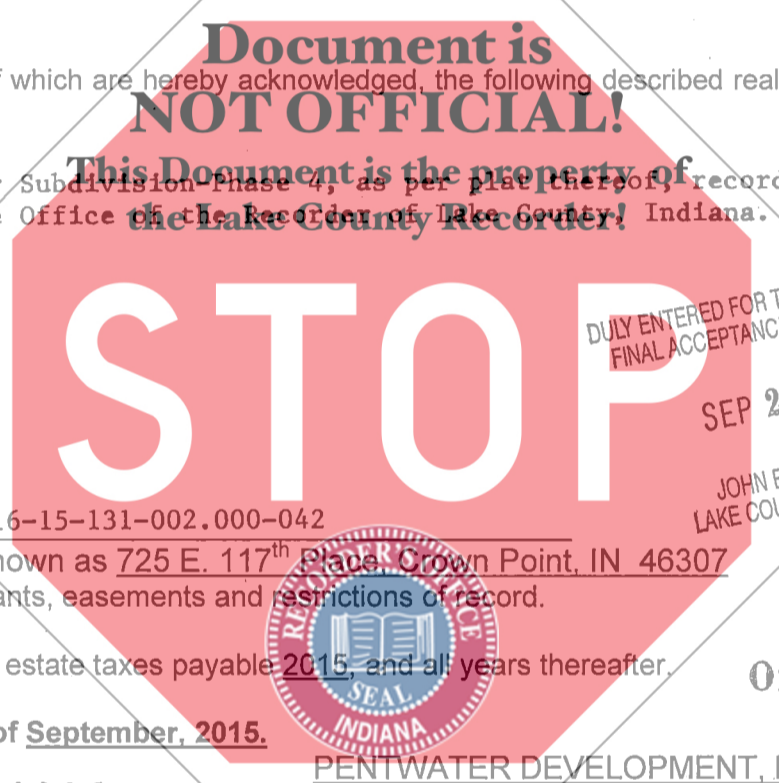 Document is
which are hereby acknowledged, the following described real
NOT OFFICIAL!
This Document is the property of
Subdivision-Phase 4, as per plat thereof, record
the Lake County Recorder!
Office of the Recorder of Lake County, Indiana.
STOP
DULY ENTERED FOR T
FINAL ACCEPTANC
SEP 2
JOHN
LAKE COU
6-15-131-002.000-042
nown as 725 E. 117th Place, Crown Point, IN 46307
ants, easements and restrictions of record.
RECORDER'S OFFICE
estate taxes payable 2015, and all years thereafter.
SEAL
INDIANA
of September, 2015.
PENTWATER DEVELOPMENT,